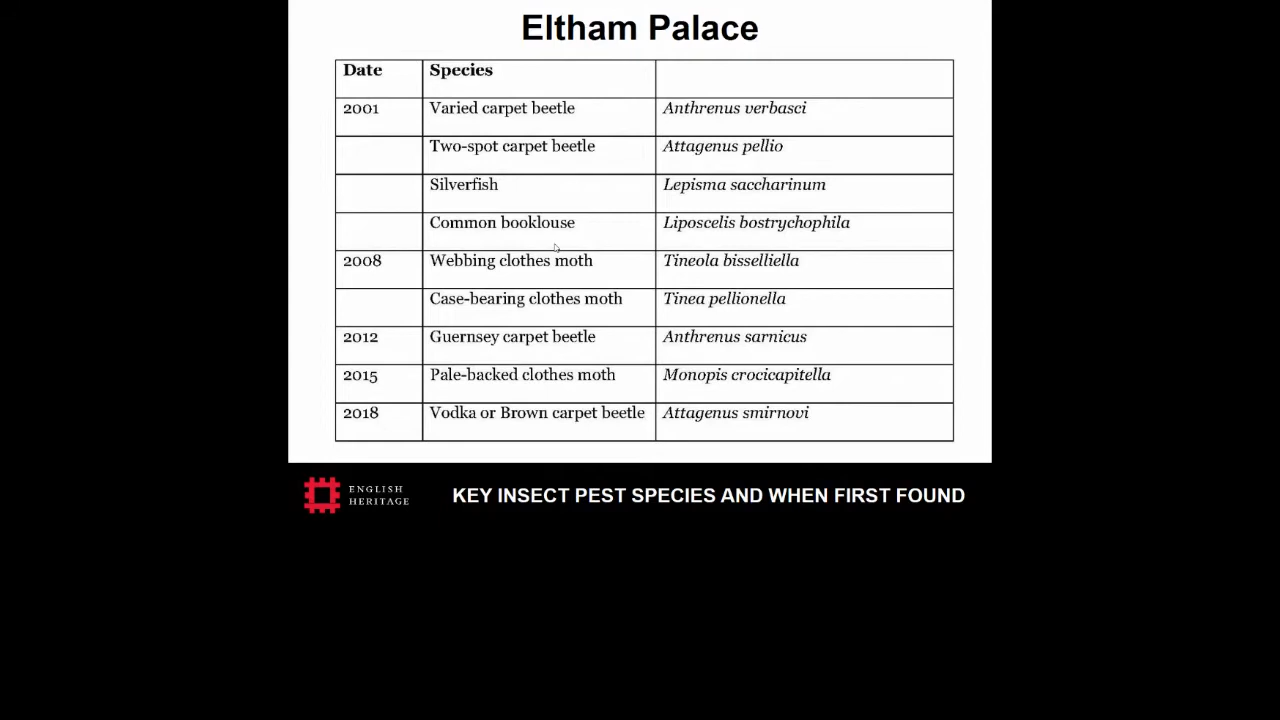 Eltham Palace
Date Species
2001 Varied carpet beetle Anthrenus verbasci
Two-spot carpet beetle Attagenus pellio
Silverfish Lepisma saccharinum
Common booklouse Liposcelis bostrychophila
2008 Webbing clothes moth Tineola bisselliella
Case-bearing clothes moth Tinea pellionella
2012 Guernsey carpet beetle Anthrenus sarnicus
2015 Pale-backed clothes moth Monopis crocicapitella
2018 Vodka or Brown carpet beetle Attagenus smirnovi
ENGLISH
HERITAGE
KEY INSECT PEST SPECIES AND WHEN FIRST FOUND